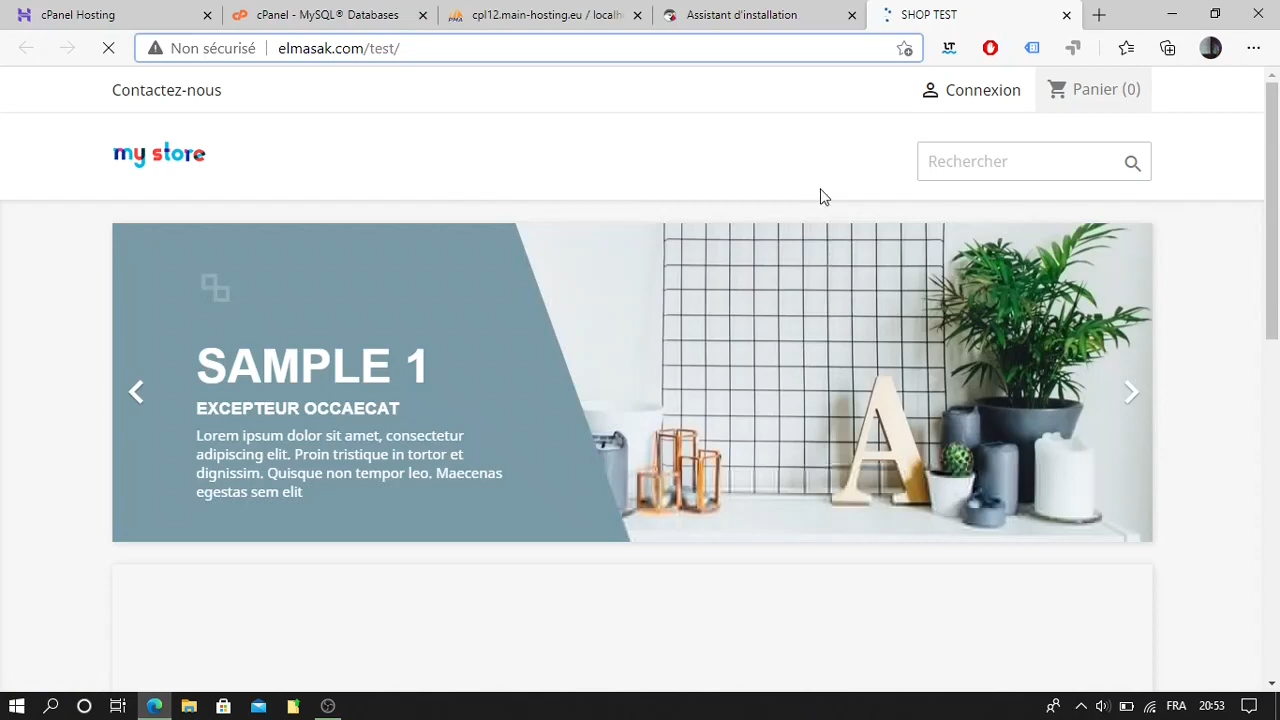 cPanel Hosting
cPanel - MySQL® Databases
cpl12.main-hosting.eu / localh
Assistant d'installation
SHOP TEST
Non sécurisé
elmasak.com/test/
Contactez-nous
Connexion
Panier (0)
my store
Rechercher
SAMPLE 1
EXCEPTEUR OCCAECAT
Lorem ipsum dolor sit amet, consectetur
adipiscing elit. Proin tristique in tortor et
dignissim. Quisque non tempor leo. Maecenas
egestas sem elit
A
FRA
20:53